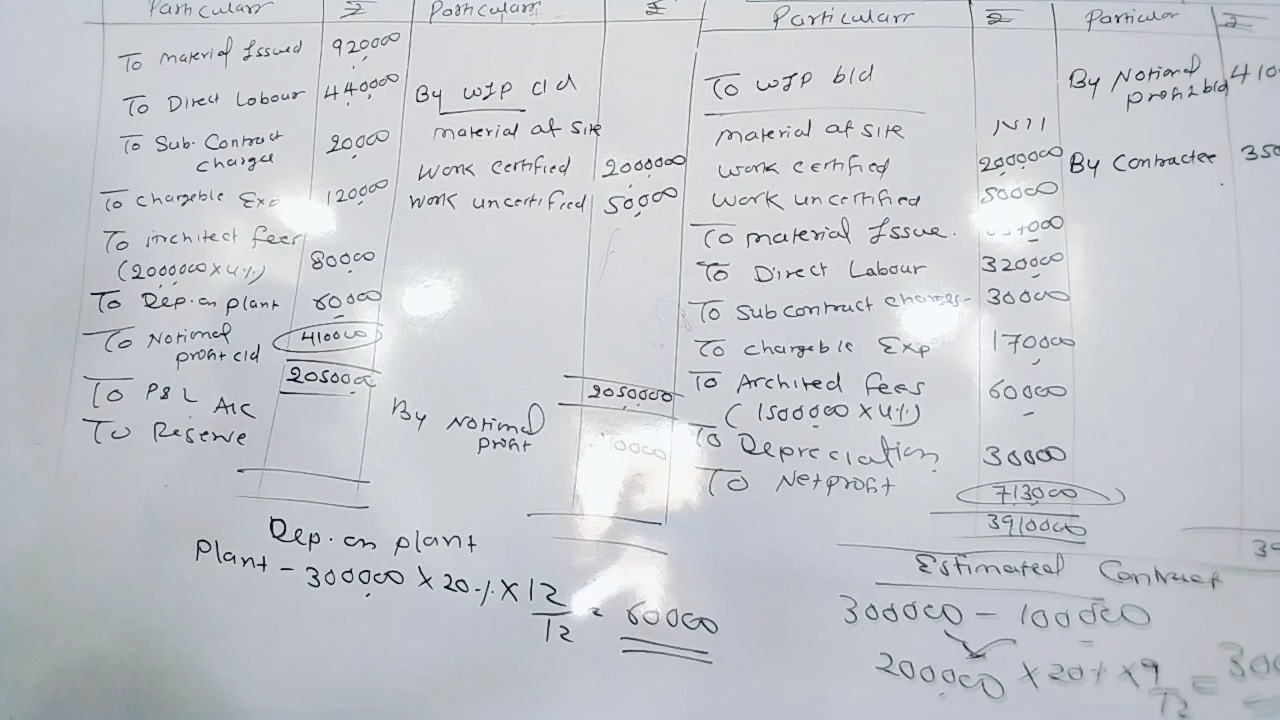 Particulars ₹
To material Issued 920000
To Direct Labour 440000
To Sub-Contract 20000
charges
To chargeble Exp 120000
To architect fees
(2000000 x 4%) 80000
To Dep. on plant 60000
To Notional 410000
profit c/d
2050000
To P&L A/C
To Reserve
Particulars ₹
By WIP c/d
material at site
Work certified 2000000
Work uncertified 50000
2050000
By Notional
profit
Dep. on plant
Plant - 300000 x 20% x 12/12 = 60000
Particulars ₹
To WIP b/d
material at site Nil
Work certified 2000000
Work uncertified 50000
To material Issue.
To Direct Labour 320000
To Subcontract charges - 30000
To chargeble Exp 170000
To Archited fees 60000
(1500000 x 4%)
To Depreciation 30000
To Netprofit 713000
3910000
Particular ₹
By Notional 410
profit b/d
By Contractee 350
39
Estimated Contract
300000 - 100000
200000 x 20% x 9/12 = 300